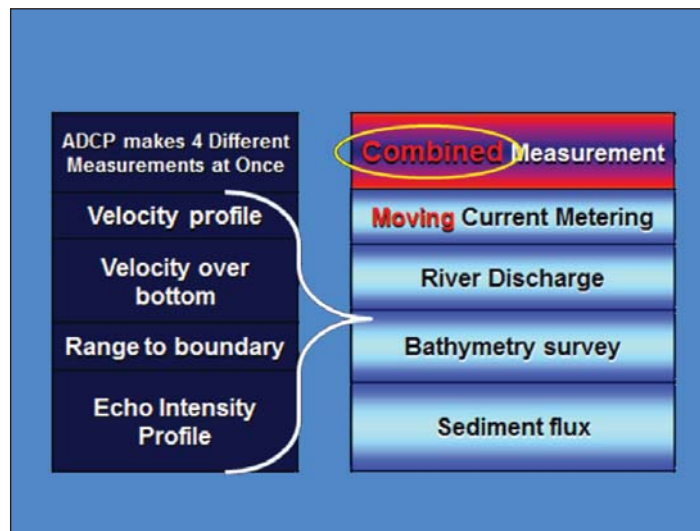 ADCP makes 4 Different
Measurements at Once
Velocity profile
Velocity over
bottom
Range to boundary
Echo Intensity
Profile
Combined Measurement
Moving Current Metering
River Discharge
Bathymetry survey
Sediment flux